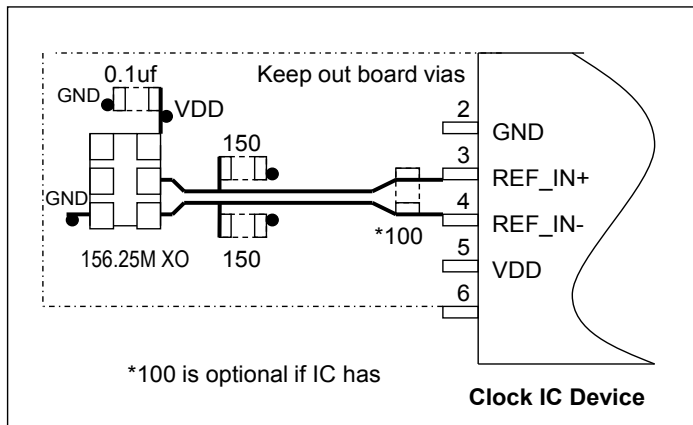 0.1uf
Keep out board vias
GND
VDD
2
GND
150
3
REF_IN+
GND
4
REF_IN-
*100
156.25M XO
150
5
VDD
6
*100 is optional if IC has
Clock IC Device